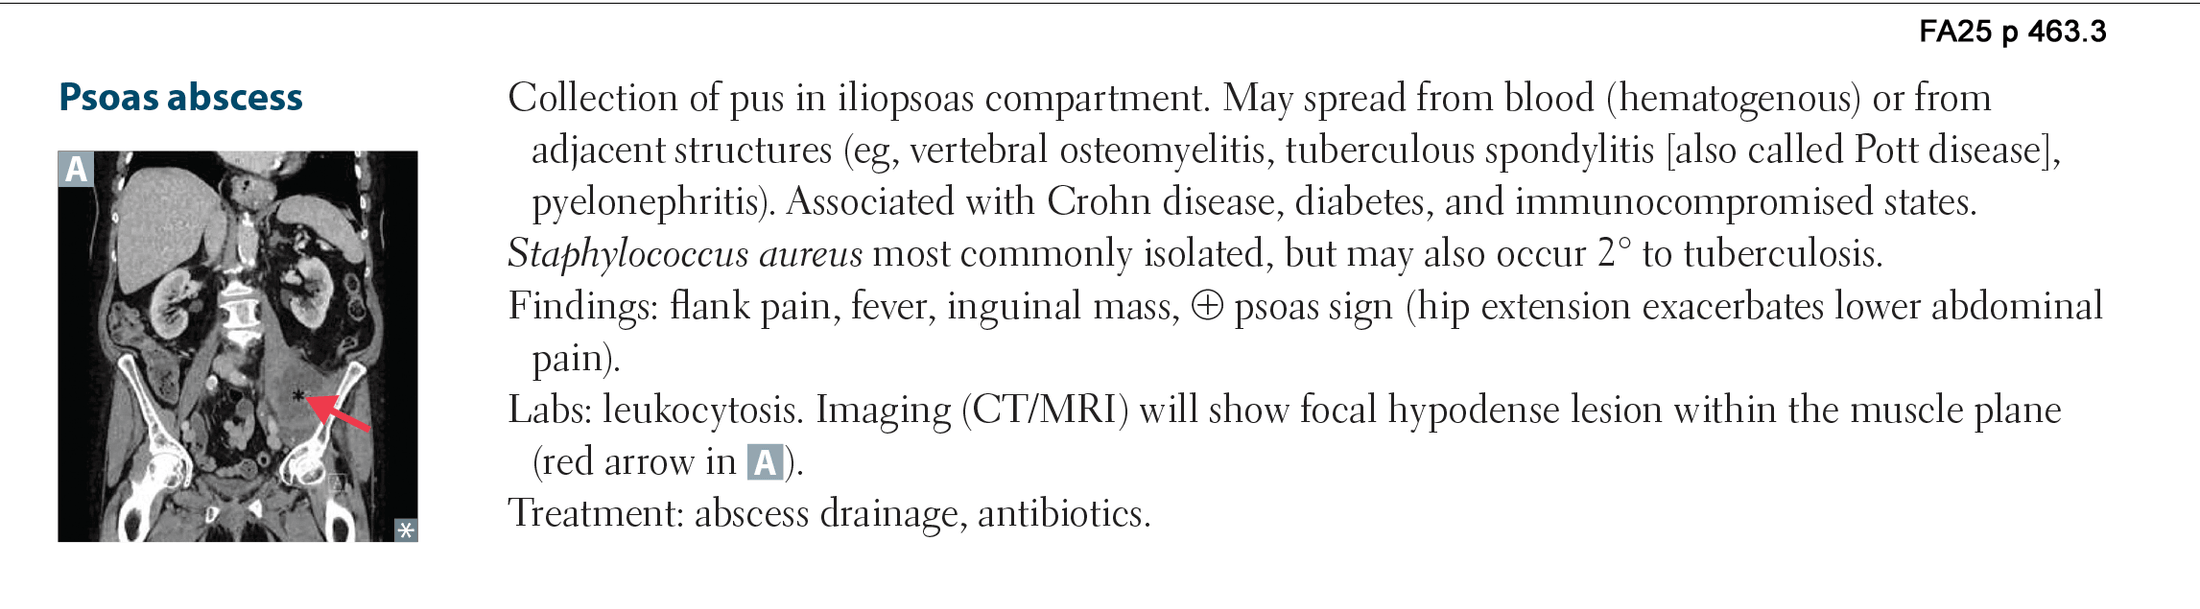 FA25 p 463.3
Psoas abscess
A
*
*
Collection of pus in iliopsoas compartment. May spread from blood (hematogenous) or from
adjacent structures (eg, vertebral osteomyelitis, tuberculous spondylitis [also called Pott disease],
pyelonephritis). Associated with Crohn disease, diabetes, and immunocompromised states.
Staphylococcus aureus most commonly isolated, but may also occur 2° to tuberculosis.
Findings: flank pain, fever, inguinal mass, ⊕ psoas sign (hip extension exacerbates lower abdominal
pain).
Labs: leukocytosis. Imaging (CT/MRI) will show focal hypodense lesion within the muscle plane
(red arrow in A).
Treatment: abscess drainage, antibiotics.